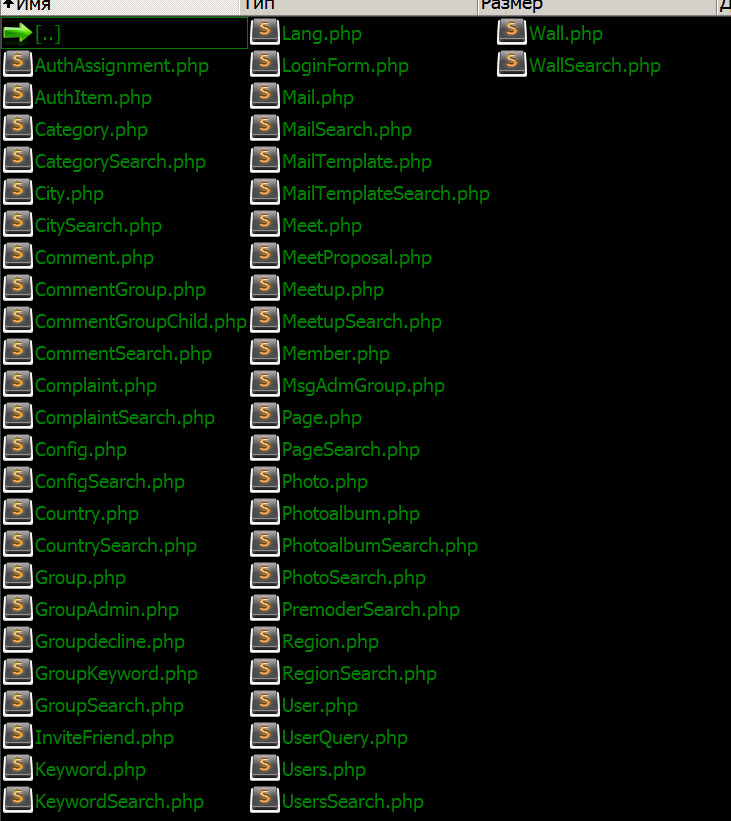 Имя Тип Размер Д
[..]
AuthAssignment.php
AuthItem.php
Category.php
CategorySearch.php
City.php
CitySearch.php
Comment.php
CommentGroup.php
CommentGroupChild.php
CommentSearch.php
Complaint.php
ComplaintSearch.php
Config.php
ConfigSearch.php
Country.php
CountrySearch.php
Group.php
GroupAdmin.php
Groupdecline.php
GroupKeyword.php
GroupSearch.php
InviteFriend.php
Keyword.php
KeywordSearch.php
Lang.php
LoginForm.php
Mail.php
MailSearch.php
MailTemplate.php
MailTemplateSearch.php
Meet.php
MeetProposal.php
Meetup.php
MeetupSearch.php
Member.php
MsgAdmGroup.php
Page.php
PageSearch.php
Photo.php
Photoalbum.php
PhotoalbumSearch.php
PhotoSearch.php
PremoderSearch.php
Region.php
RegionSearch.php
User.php
UserQuery.php
Users.php
UsersSearch.php
Wall.php
WallSearch.php